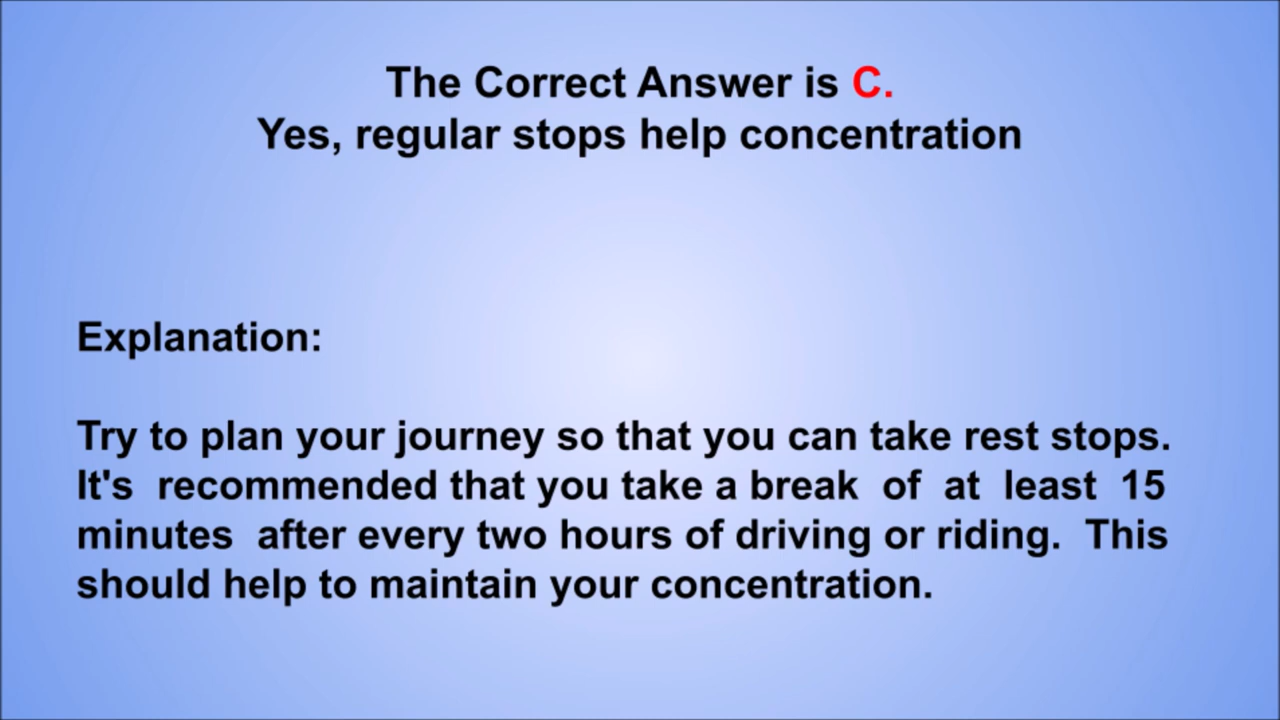 The Correct Answer is C.
Yes, regular stops help concentration
Explanation:
Try to plan your journey so that you can take rest stops.
It's recommended that you take a break of at least 15
minutes after every two hours of driving or riding. This
should help to maintain your concentration.